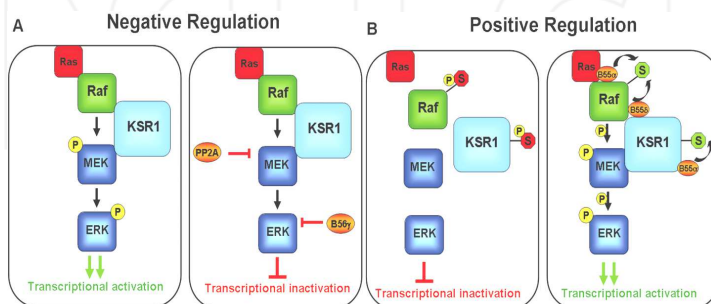 A
Negative Regulation
Ras
Raf
KSR1
P
MEK
P
ERK
Transcriptional activation
Ras
Raf
KSR1
PP2A
MEK
ERK
B56γ
Transcriptional inactivation
B
Positive Regulation
Ras
P
S
Raf
KSR1
P
S
MEK
ERK
Transcriptional inactivation
Ras
B55α
S
Raf
B55δ
P
KSR1
S
P
MEK
B55α
P
P
ERK
Transcriptional activation